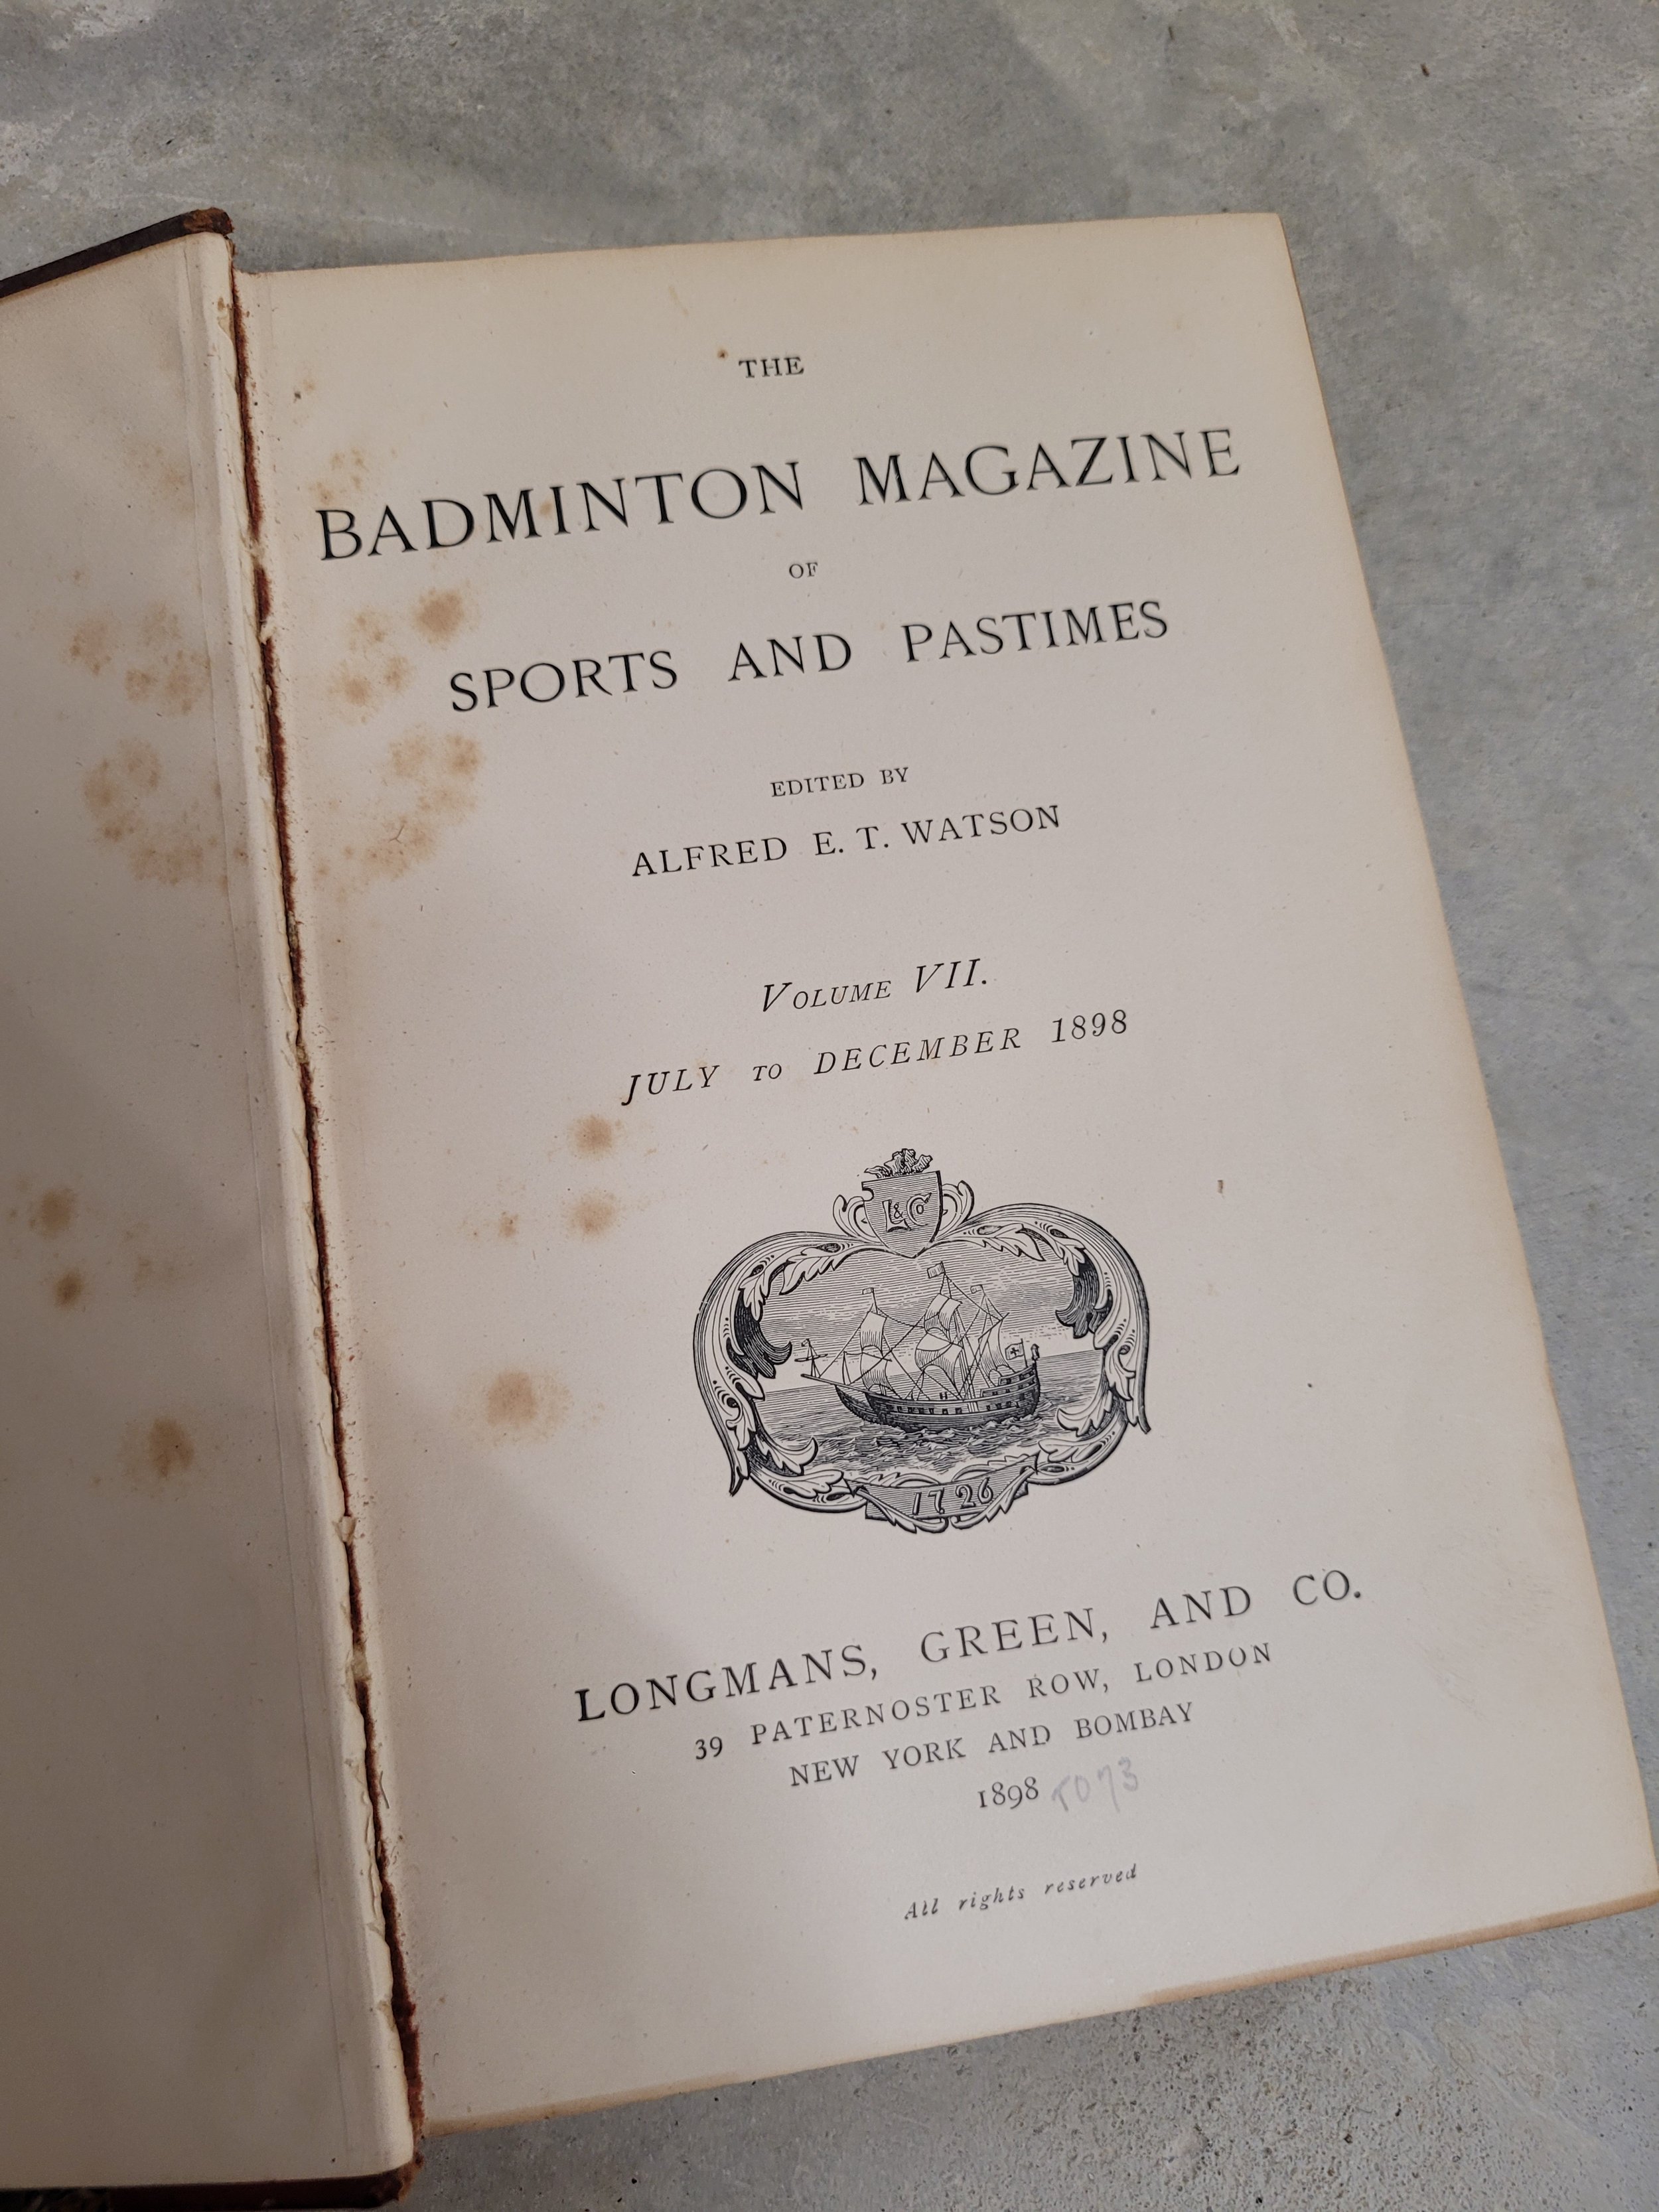 THE
BADMINTON MAGAZINE
OF
SPORTS AND PASTIMES
EDITED BY
ALFRED E. T. WATSON
VOLUME VII.
JULY TO DECEMBER 1898
L & Co
1726
LONGMANS, GREEN, AND CO.
39 PATERNOSTER ROW, LONDON
NEW YORK AND BOMBAY
1898
All rights reserved